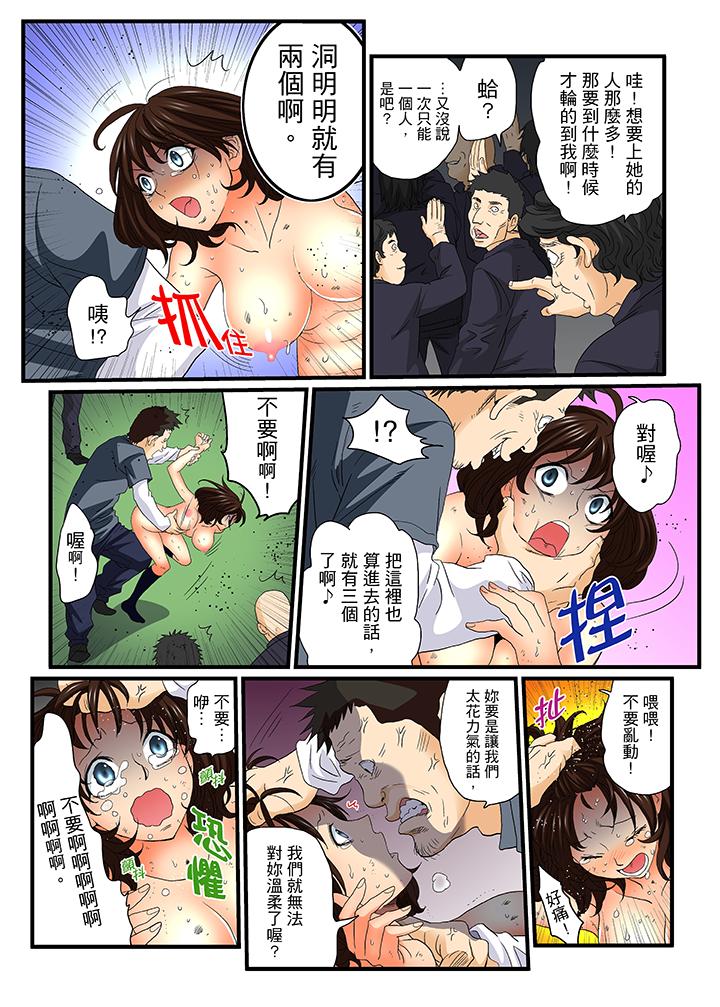 哇！想要上她的
人那麼多！
那要到什麼時候
才輪的到我啊！
蛤？
…又沒說
一次只能
一個人，
是吧？
洞明明就有
兩個啊。
咦
!?
抓住
對喔♪
!?
把這裡也
算進去的話，
就有三個
了啊♪
捏
不要啊啊！
喔啊！
喂喂！
不要亂動！
扯
好痛！
妳要是讓我們
太花力氣的話，
我們就無法
對妳溫柔了喔？
不要…
咿…
顫抖
恐懼
顫抖
不要啊啊啊啊啊
啊啊啊啊。